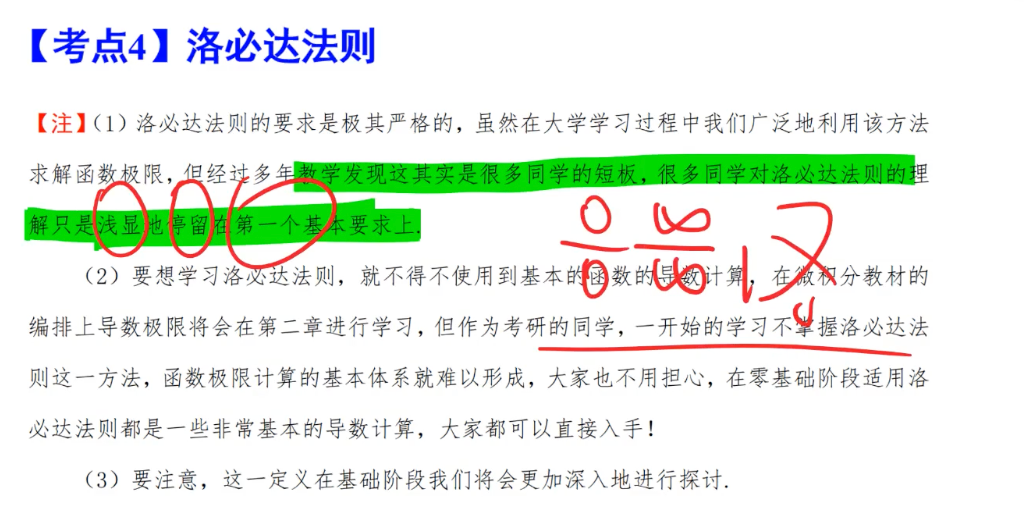 【考点4】洛必达法则
【注】(1)洛必达法则的要求是极其严格的,虽然在大学学习过程中我们广泛地利用该方法
求解函数极限,但经过多年教学发现这其实是很多同学的短板,很多同学对洛必达法则的理
解只是浅显地停留在第一个基本要求上.
0 ∞
0 ∞
(2)要想学习洛必达法则,就不得不使用到基本的函数的导数计算,在微积分教材的
编排上导数极限将会在第二章进行学习,但作为考研的同学,一开始的学习不掌握洛必达法
则这一方法,函数极限计算的基本体系就难以形成,大家也不用担心,在零基础阶段适用洛
必达法则都是一些非常基本的导数计算,大家都可以直接入手!
(3)要注意,这一定义在基础阶段我们将会更加深入地进行探讨.